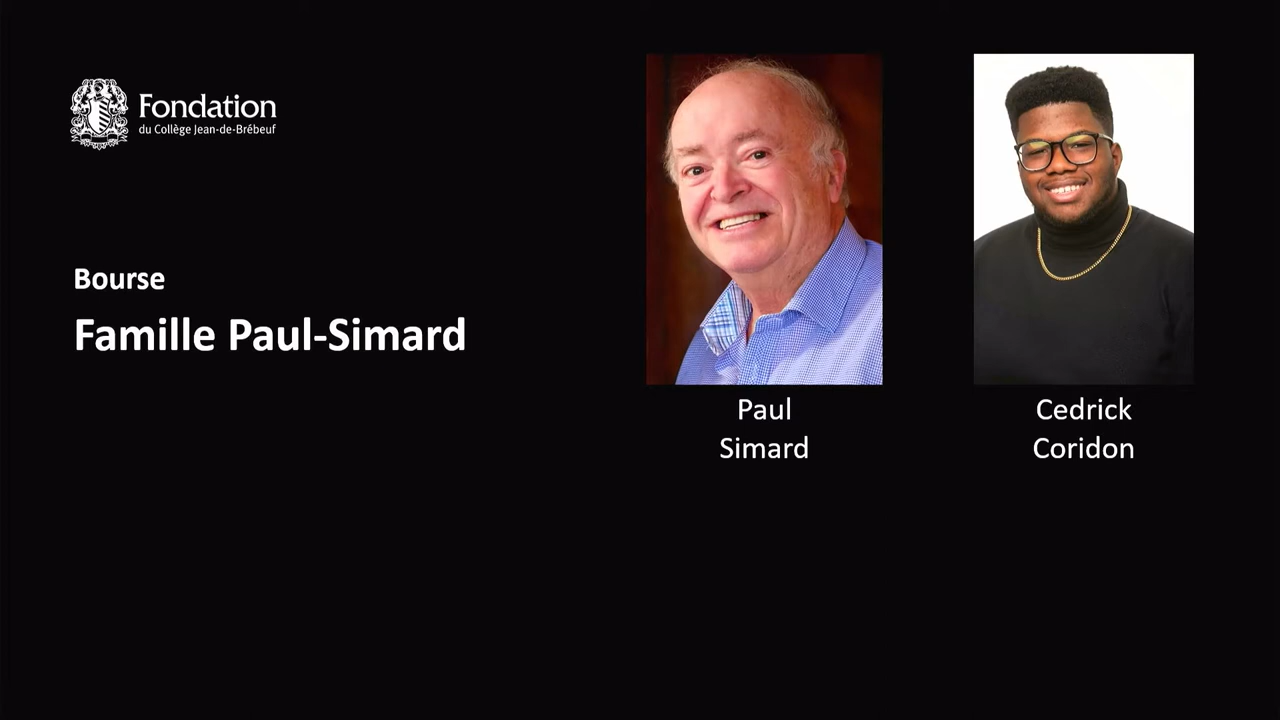 Fondation
du Collège Jean-de-Brébeuf
Bourse
Famille Paul-Simard
Paul
Simard
Cedrick
Coridon